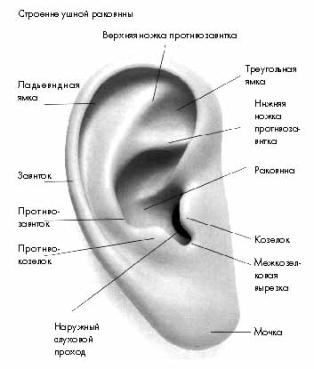 Строение ушной раковины
Верхняя ножка противозавитка
Ладьевидная
ямка
Треугольная
ямка
Нижняя
ножка
противоза-
витка
Завиток
Раковина
Противо-
завиток
Противо-
козелок
Козелок
Межкозел-
ковая
вырезка
Наружный
слуховой
проход
Мочка